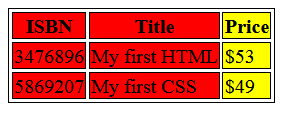 ISBN Title Price
3476896 My first HTML $53
5869207 My first CSS $49